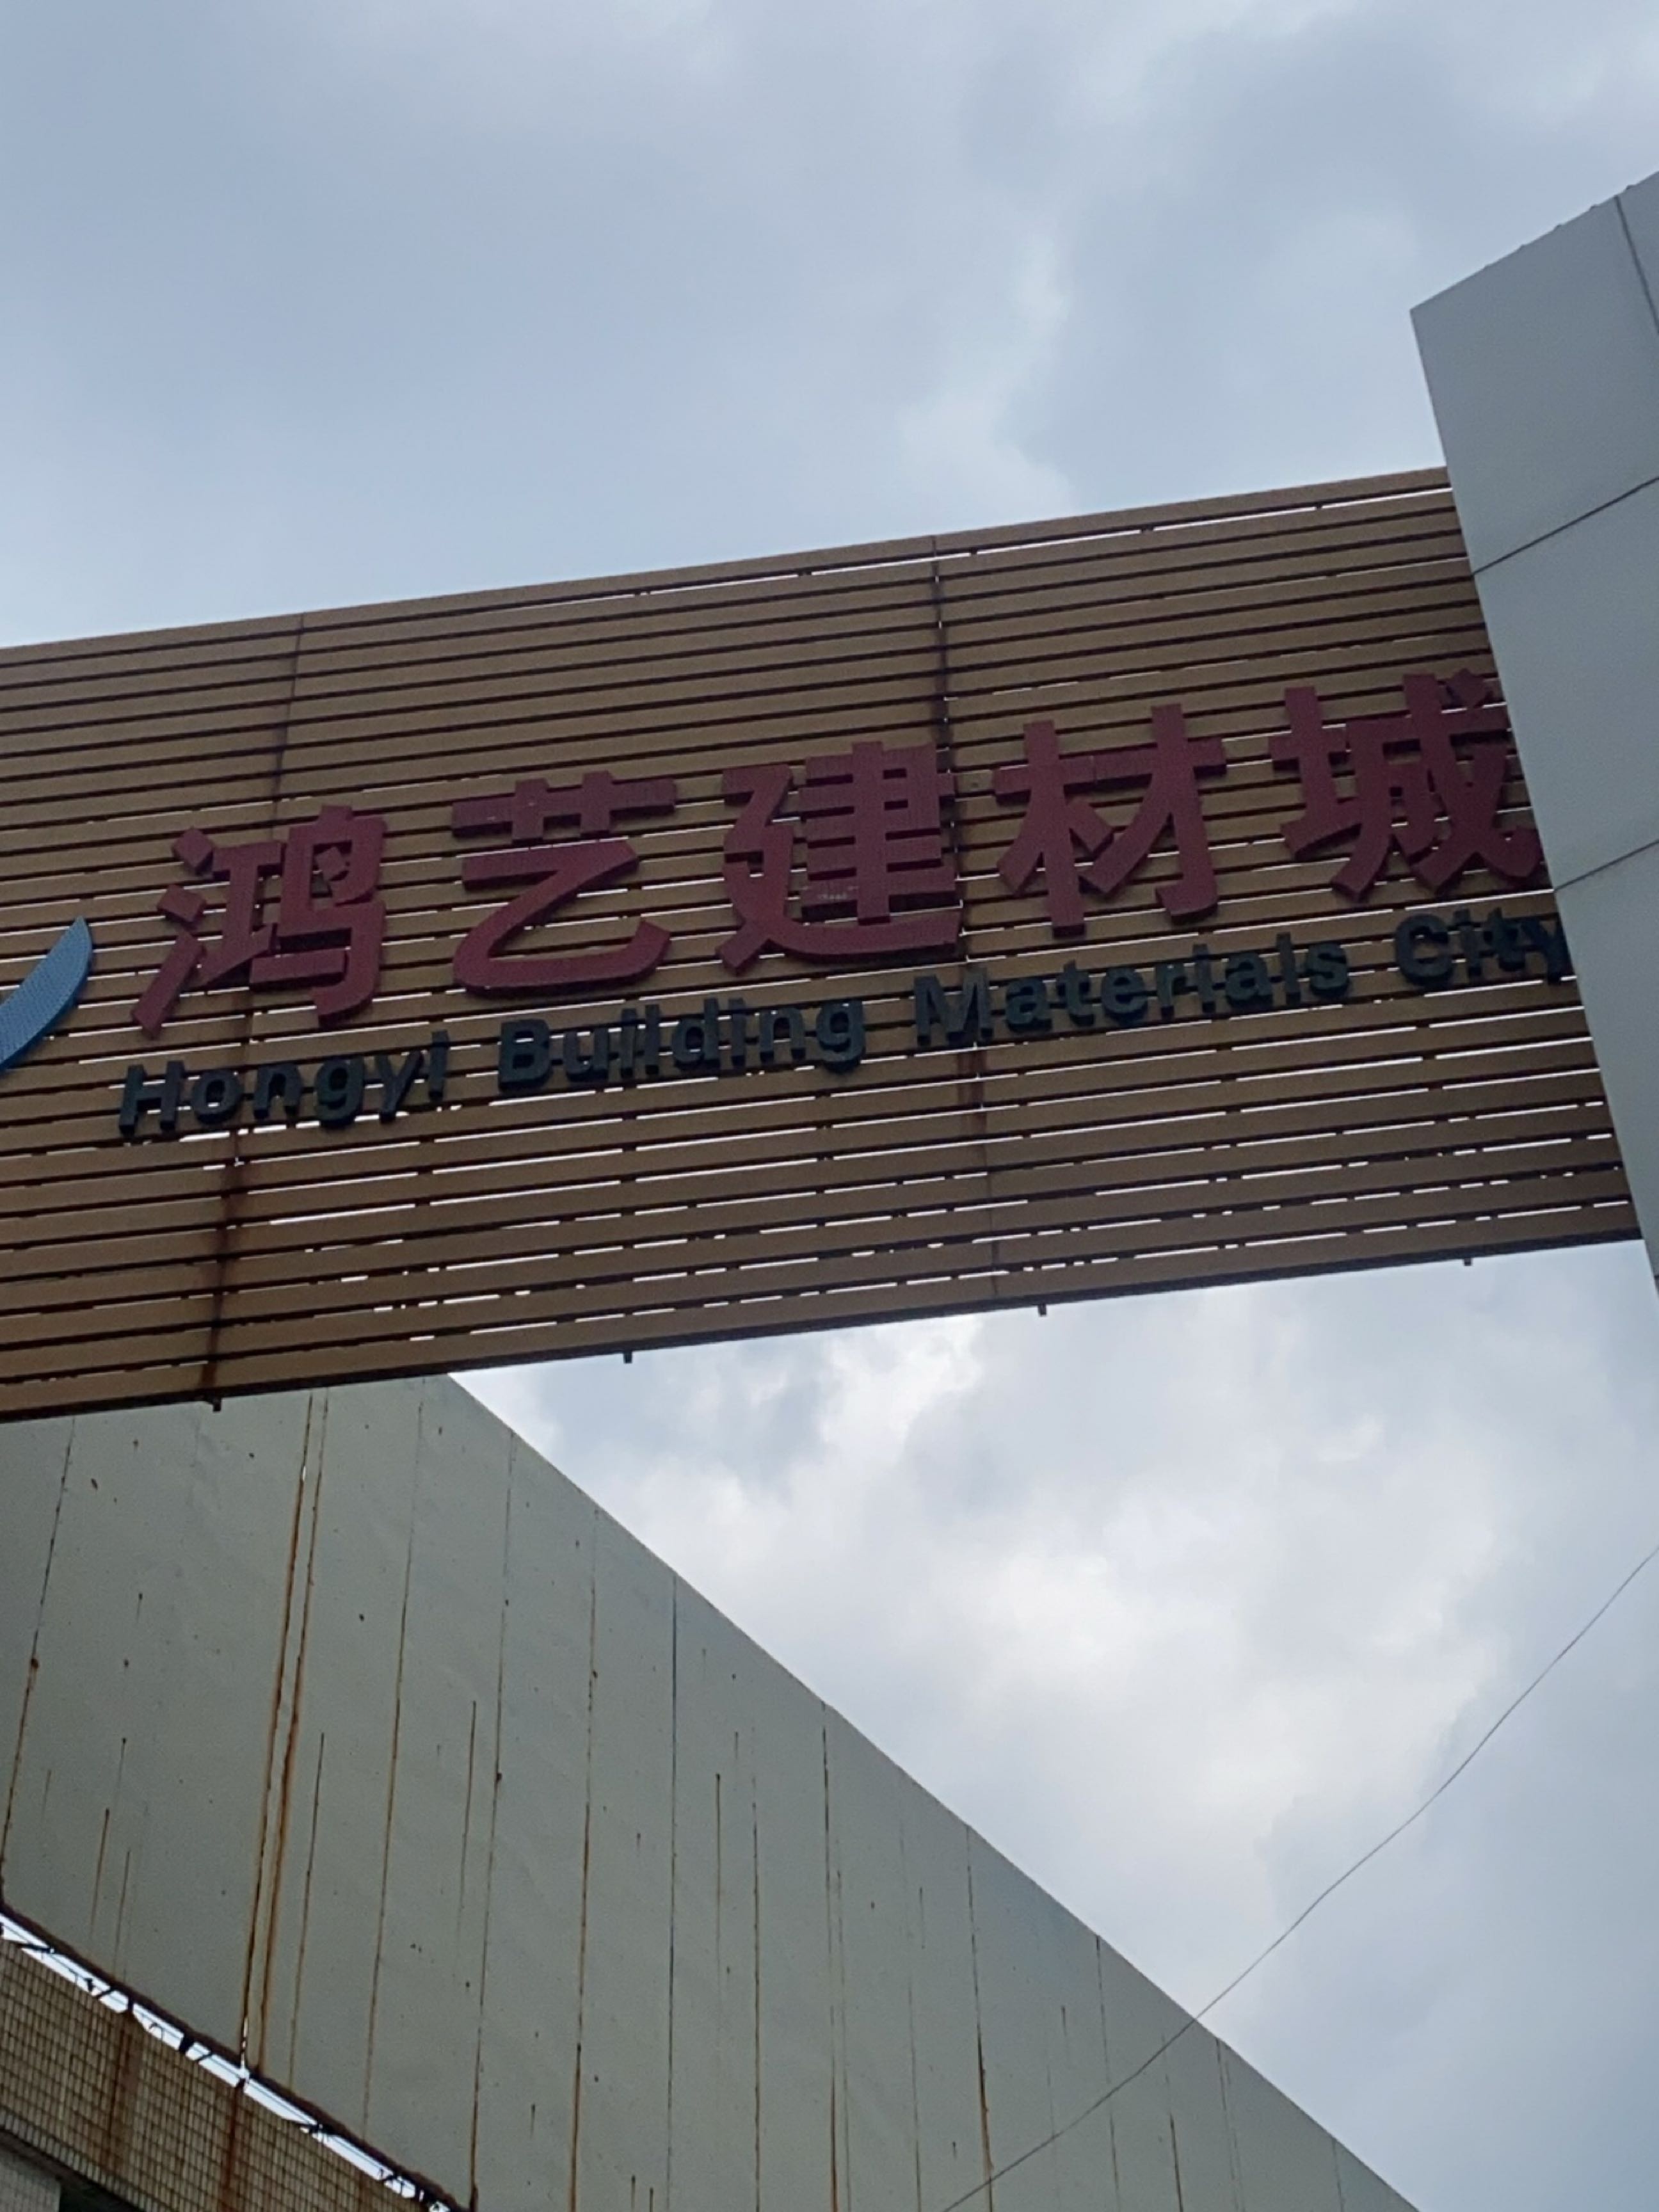 鸿艺建材城
Hongyi Building Materials City